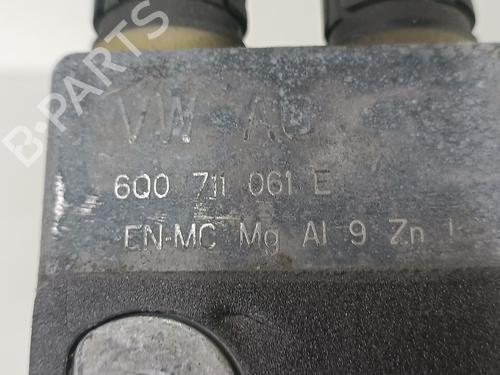 B-PARTS
VW AG
6Q0 711 061 E
EN-MC Mg Al 9 Zn 1